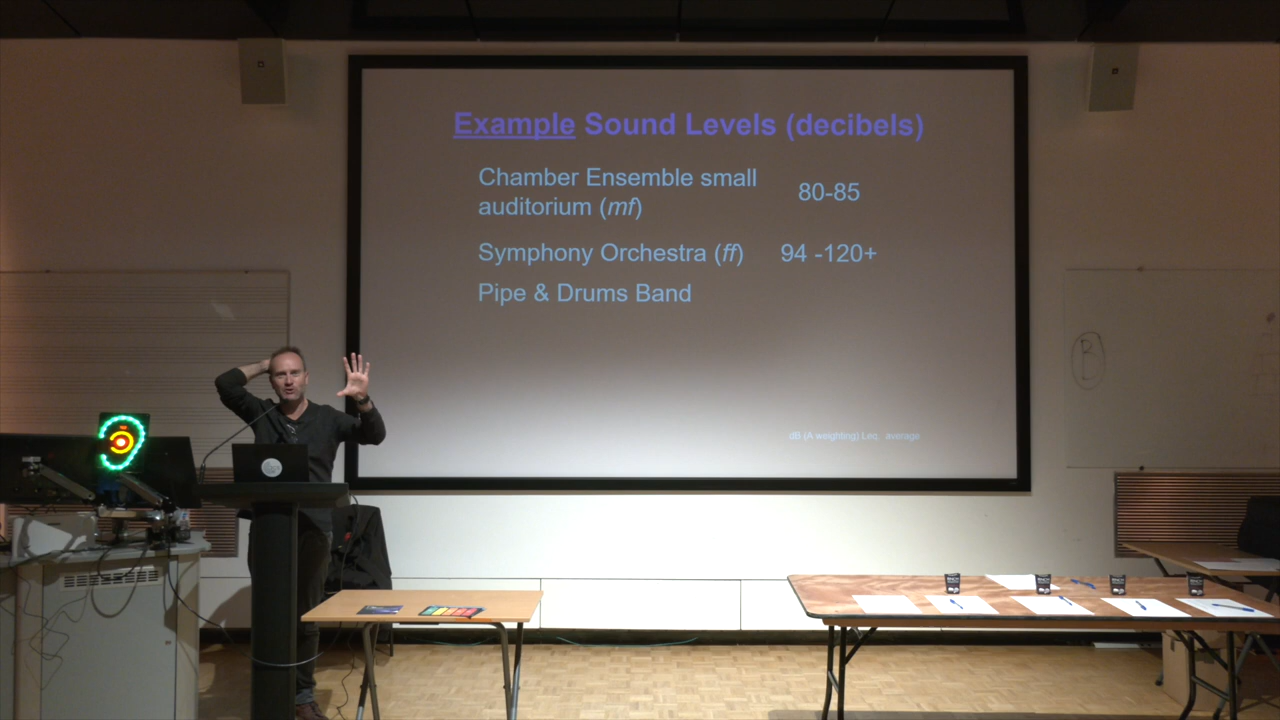 Example Sound Levels (decibels)
Chamber Ensemble small
auditorium (mf)
80-85
Symphony Orchestra (ff) 94 -120+
Pipe & Drums Band
dB (A weighting) Leq, average
B